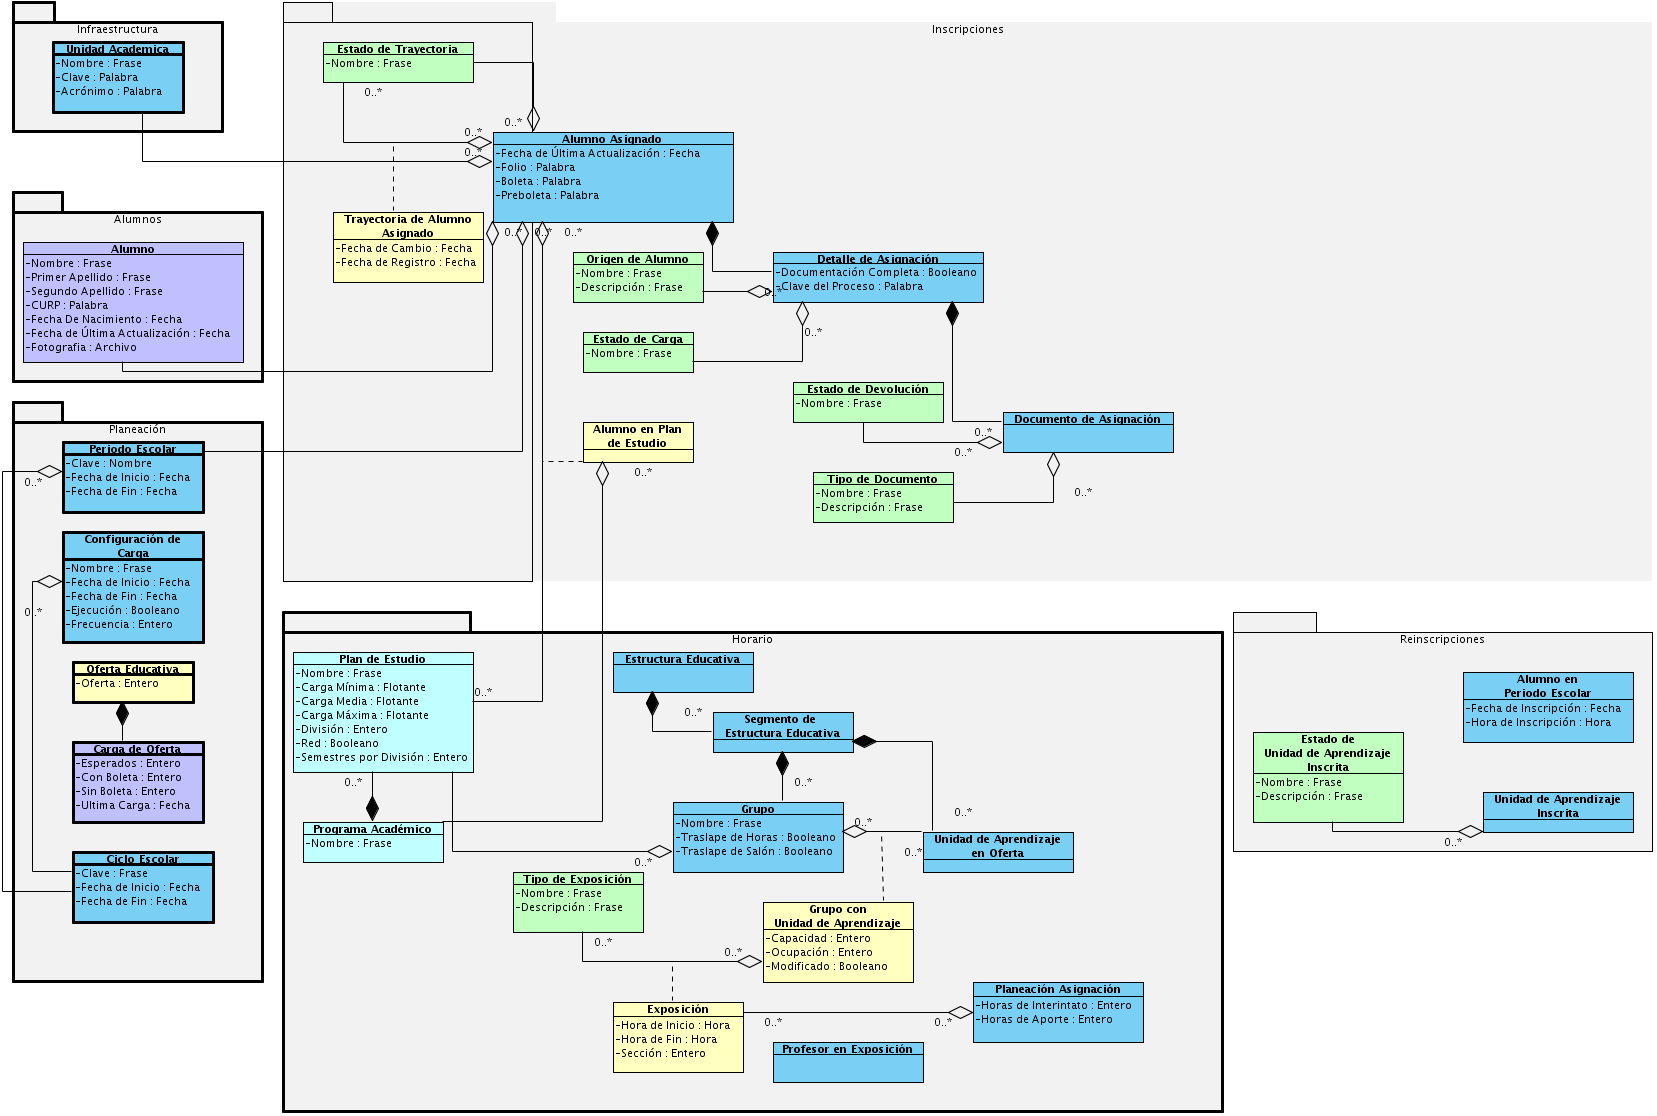 Infraestructura
Unidad Academica
-Nombre : Frase
-Clave : Palabra
-Acrónimo : Palabra
Alumnos
Alumno
-Nombre : Frase
-Primer Apellido : Frase
-Segundo Apellido : Frase
-CURP : Palabra
-Fecha De Nacimiento : Fecha
-Fecha de Última Actualización : Fecha
-Fotografia : Archivo
Planeación
Periodo Escolar
-Clave : Nombre
-Fecha de Inicio : Fecha
-Fecha de Fin : Fecha
0..*
Configuración de
Carga
-Nombre : Frase
-Fecha de Inicio : Fecha
-Fecha de Fin : Fecha
-Ejecución : Booleano
-Frecuencia : Entero
0..*
Oferta Educativa
-Oferta : Entero
Carga de Oferta
-Esperados : Entero
-Con Boleta : Entero
-Sin Boleta : Entero
-Ultima Carga : Fecha
Ciclo Escolar
-Clave : Frase
-Fecha de Inicio : Fecha
-Fecha de Fin : Fecha
Inscripciones
Estado de Trayectoria
-Nombre : Frase
0..*
0..*
0..*
0..*
Alumno Asignado
-Fecha de Última Actualización : Fecha
-Folio : Palabra
-Boleta : Palabra
-Preboleta : Palabra
Trayectoria de Alumno
Asignado
-Fecha de Cambio : Fecha
-Fecha de Registro : Fecha
0..*
0..*
0..*
Origen de Alumno
-Nombre : Frase
-Descripción : Frase
Detalle de Asignación
-Documentación Completa : Booleano
-Clave del Proceso : Palabra
0..*
0..*
Estado de Carga
-Nombre : Frase
Estado de Devolución
-Nombre : Frase
Documento de Asignación
0..*
0..*
0..*
Alumno en Plan
de Estudio
0..*
Tipo de Documento
-Nombre : Frase
-Descripción : Frase
Horario
Plan de Estudio
-Nombre : Frase
-Carga Mínima : Flotante
-Carga Media : Flotante
-Carga Máxima : Flotante
-División : Entero
-Red : Booleano
-Semestres por División : Entero
0..*
0..*
Programa Académico
-Nombre : Frase
Estructura Educativa
0..*
Segmento de
Estructura Educativa
0..*
0..*
Grupo
-Nombre : Frase
-Traslape de Horas : Booleano
-Traslape de Salón : Booleano
0..*
0..*
0..*
Unidad de Aprendizaje
en Oferta
Tipo de Exposición
-Nombre : Frase
-Descripción : Frase
0..*
0..*
Grupo con
Unidad de Aprendizaje
-Capacidad : Entero
-Ocupación : Entero
-Modificado : Booleano
Exposición
-Hora de Inicio : Hora
-Hora de Fin : Hora
-Sección : Entero
0..*
0..*
Planeación Asignación
-Horas de Interintato : Entero
-Horas de Aporte : Entero
Profesor en Exposición
Reinscripciones
Alumno en
Periodo Escolar
-Fecha de Inscripción : Fecha
-Hora de Inscripción : Hora
Estado de
Unidad de Aprendizaje
Inscrita
-Nombre : Frase
-Descripción : Frase
Unidad de Aprendizaje
Inscrita
0..*